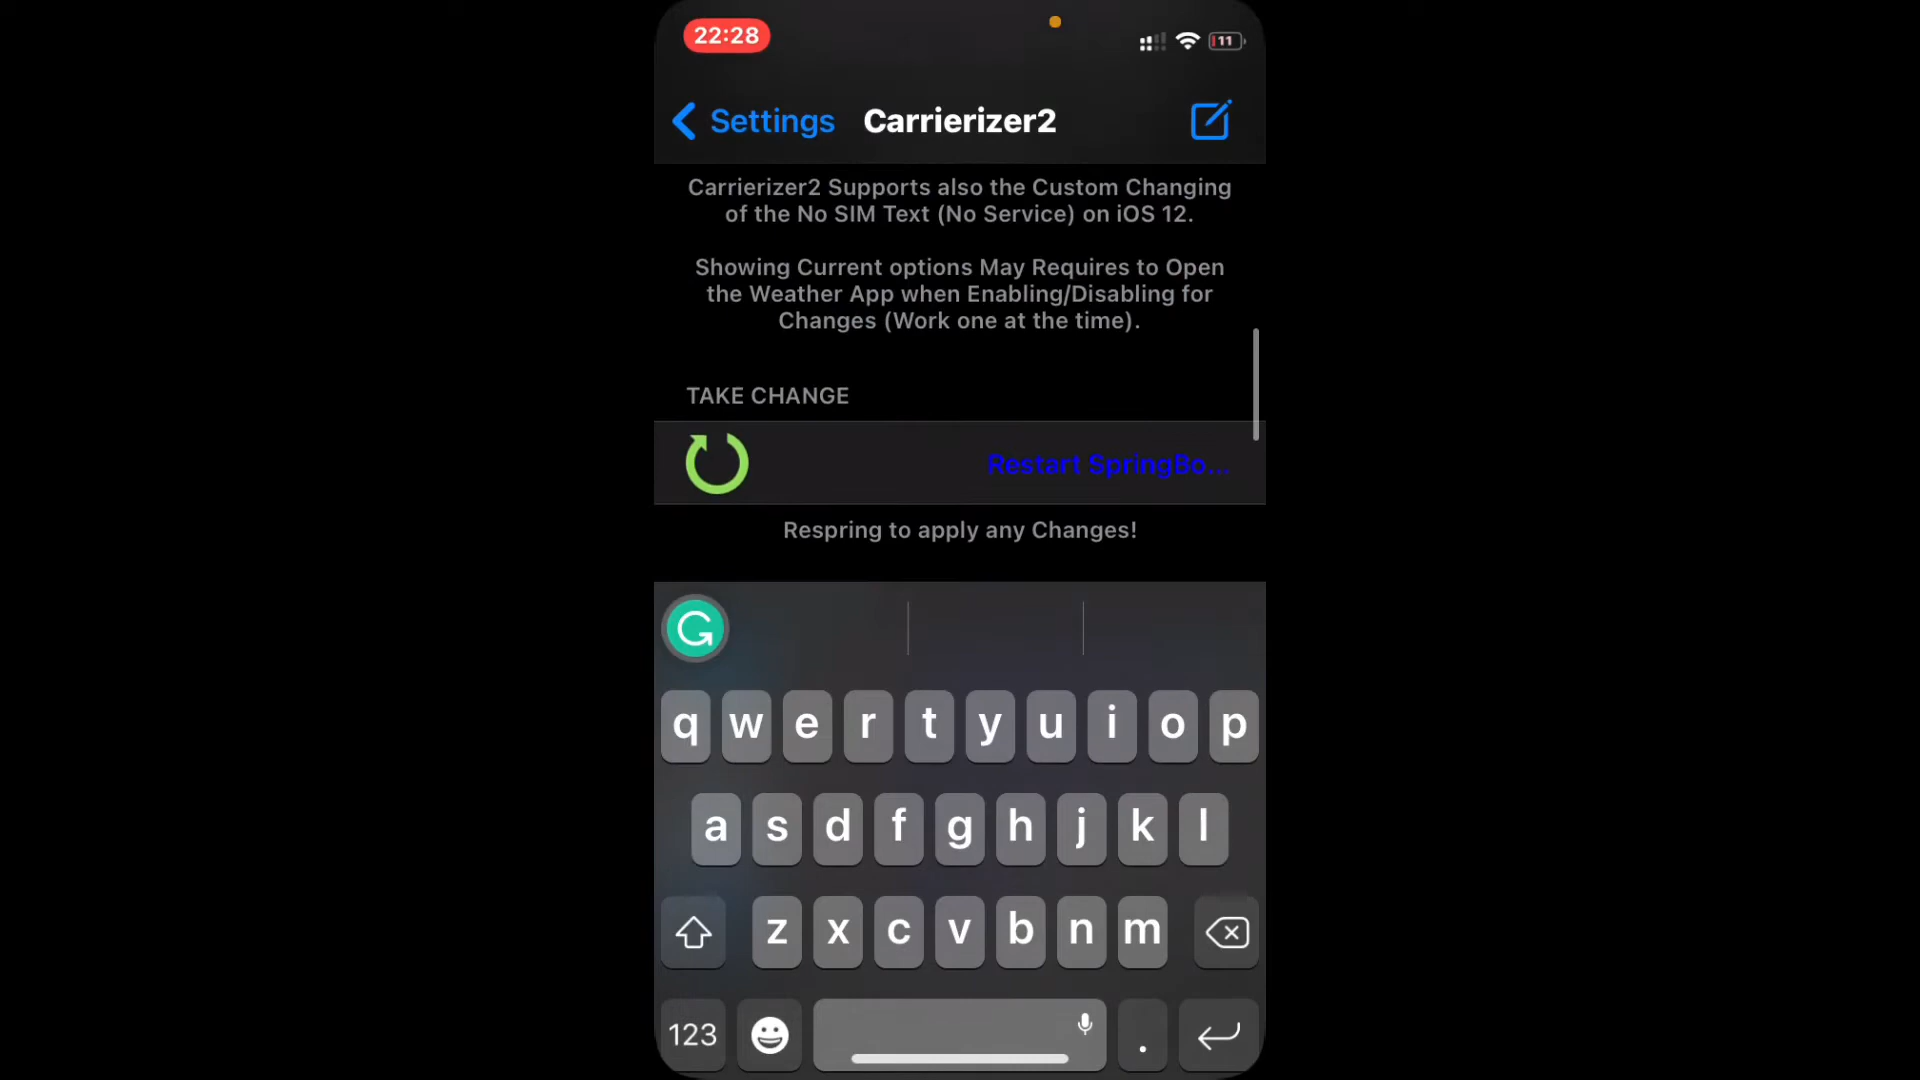 22:28
11
Settings
Carrierizer2
Carrierizer2 Supports also the Custom Changing
of the No SIM Text (No Service) on iOS 12.
Showing Current options May Requires to Open
the Weather App when Enabling/Disabling for
Changes (Work one at the time).
TAKE CHANGE
Restart SpringBo...
Respring to apply any Changes!
q w e r t y u i o p
a s d f g h j k l
z x c v b n m
123 .